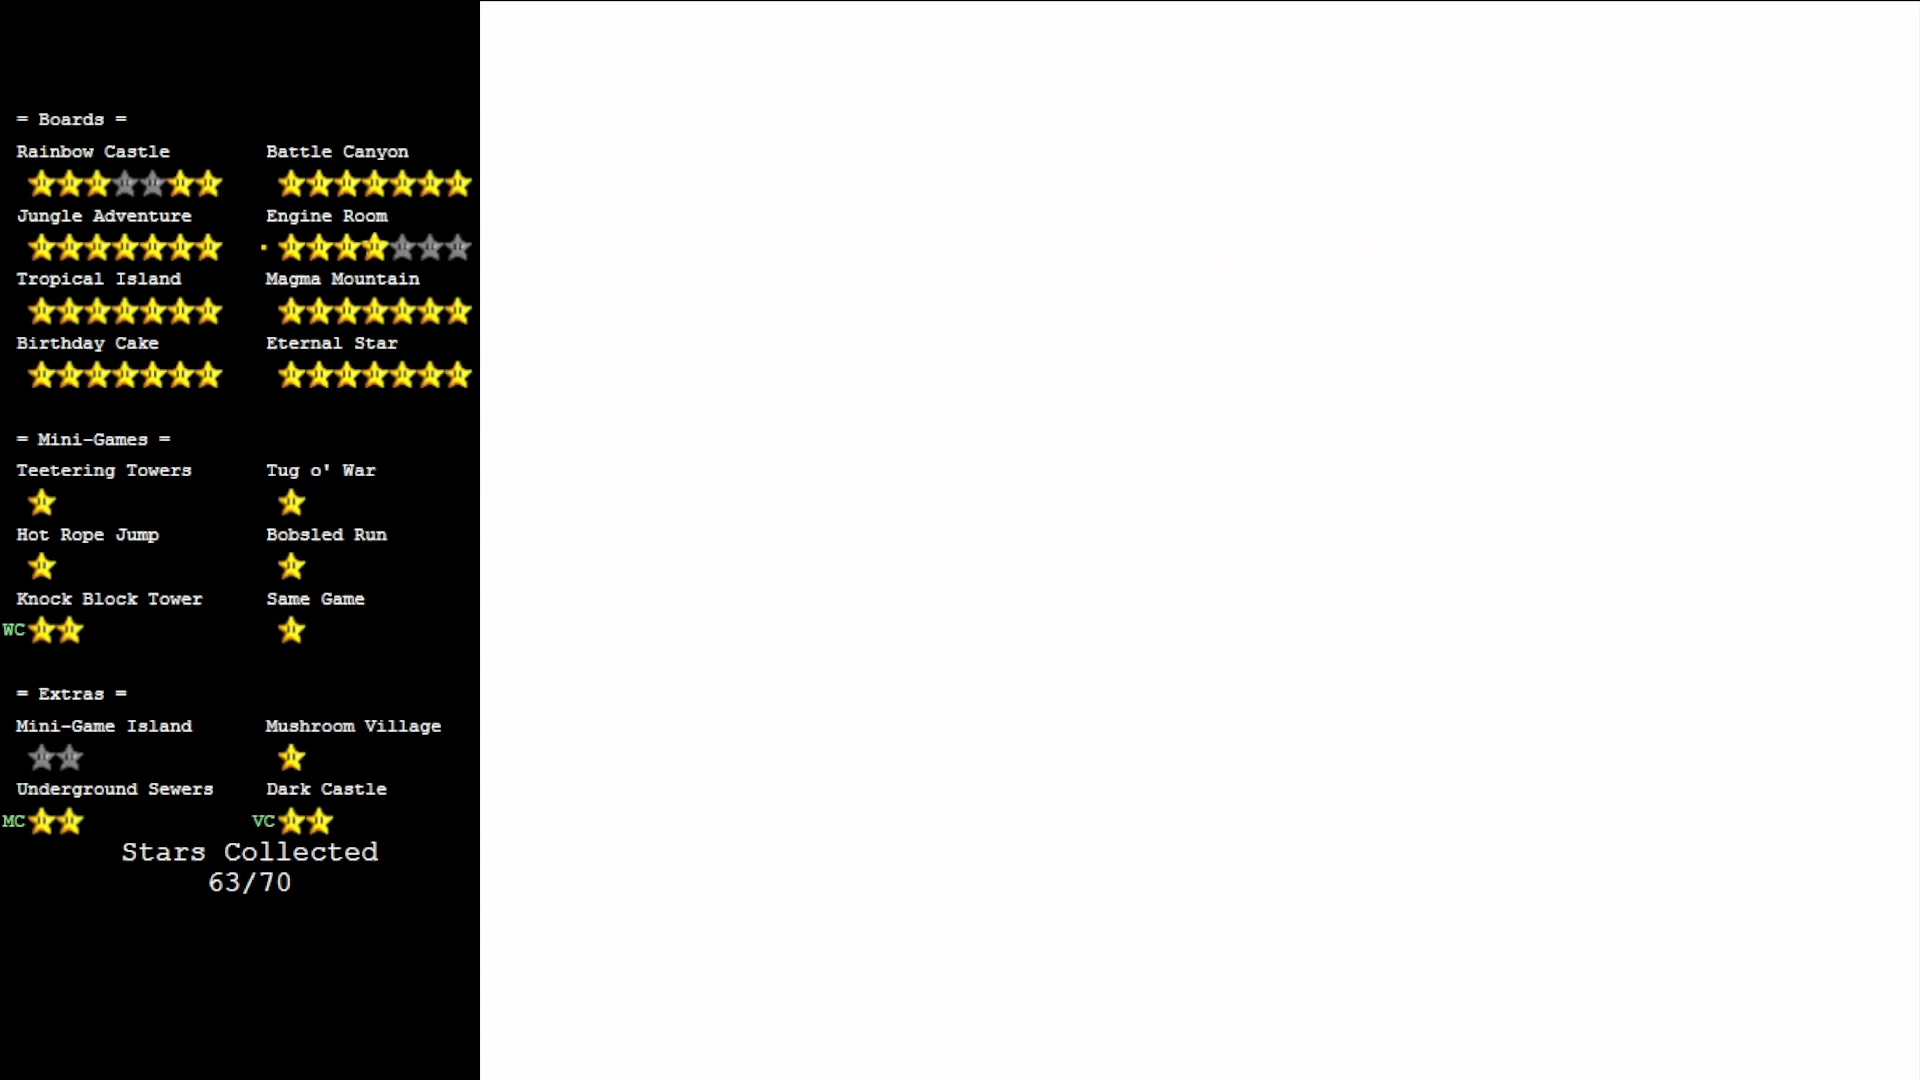 = Boards =
Rainbow Castle Battle Canyon
Jungle Adventure Engine Room
Tropical Island Magma Mountain
Birthday Cake Eternal Star
= Mini-Games =
Teetering Towers Tug o' War
Hot Rope Jump Bobsled Run
Knock Block Tower Same Game
WC
= Extras =
Mini-Game Island Mushroom Village
Underground Sewers Dark Castle
MC VC
Stars Collected
63/70